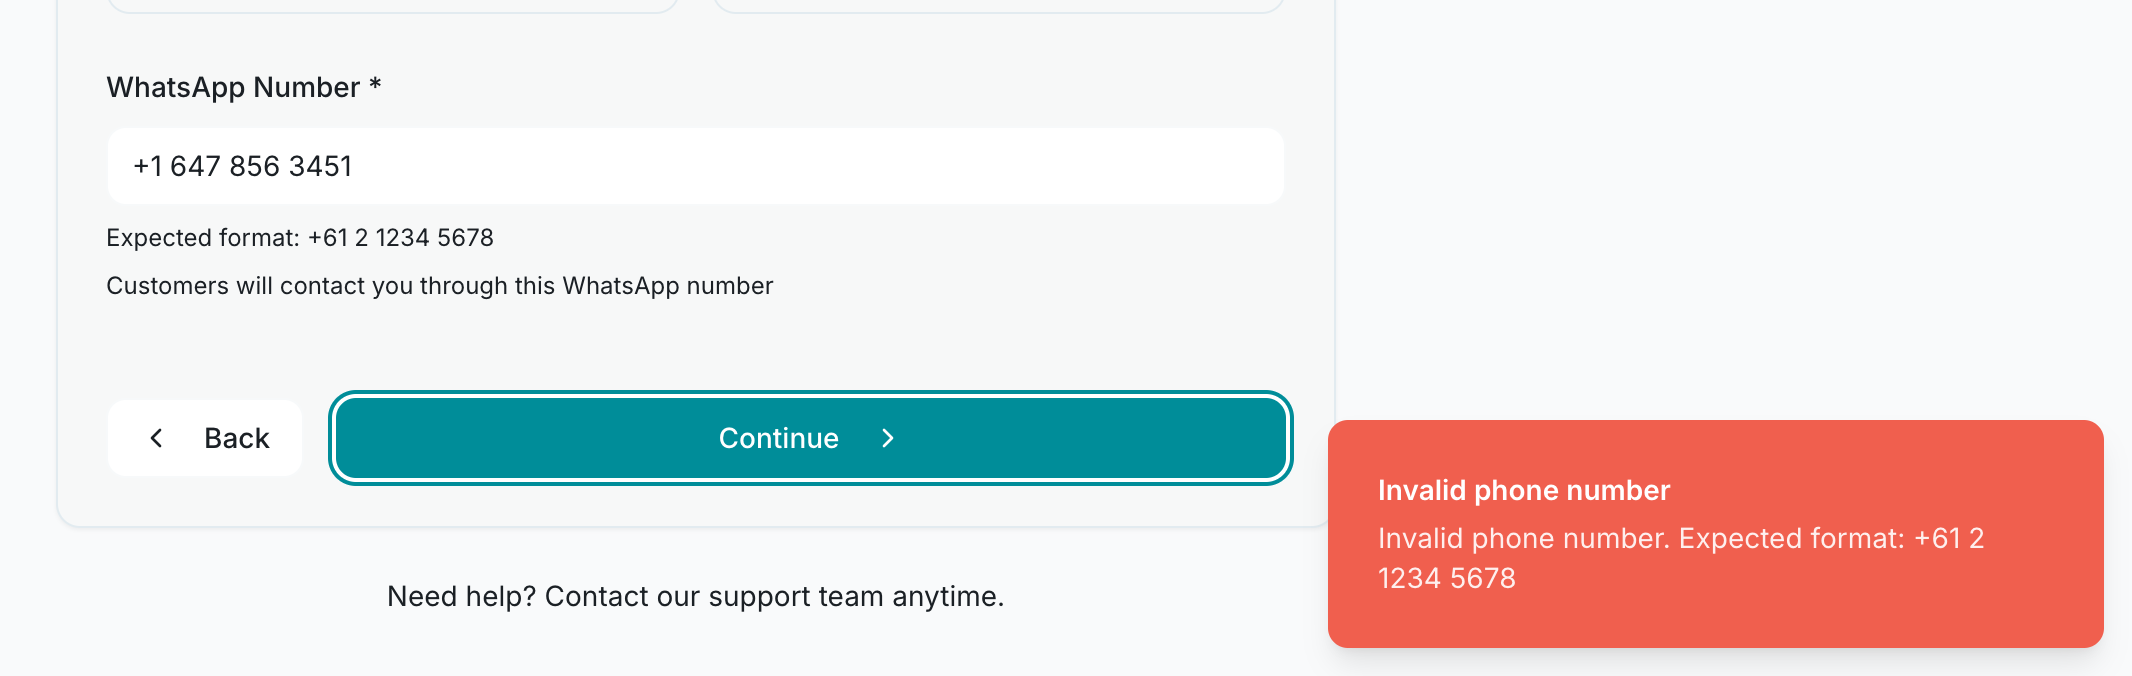 WhatsApp Number *
+1 647 856 3451
Expected format: +61 2 1234 5678
Customers will contact you through this WhatsApp number
Back
Continue
Invalid phone number
Invalid phone number. Expected format: +61 2
1234 5678
Need help? Contact our support team anytime.